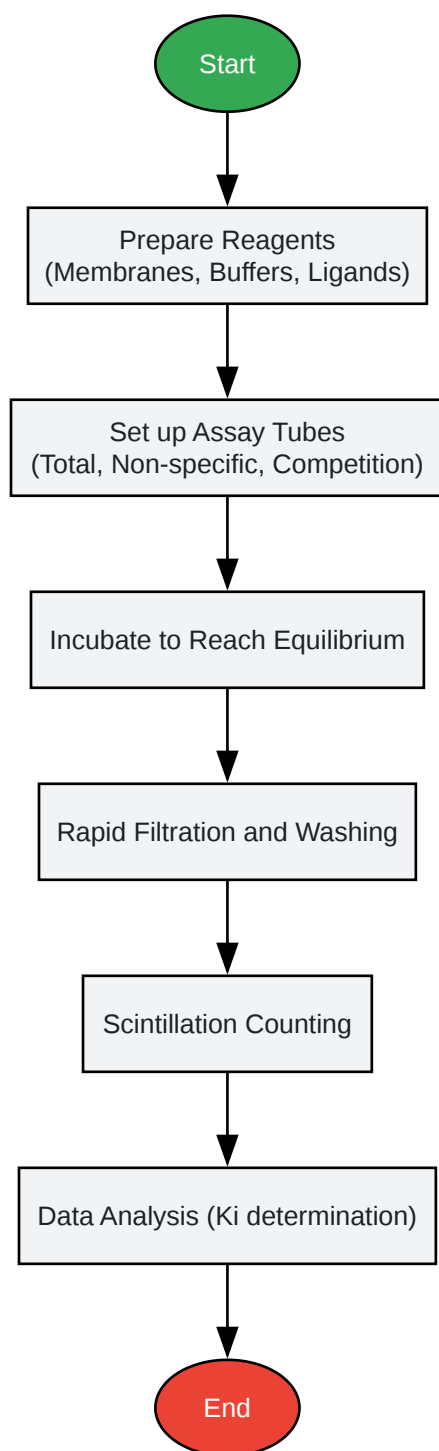 Start
Prepare Reagents
(Membranes, Buffers, Ligands)
Set up Assay Tubes
(Total, Non-specific, Competition)
Incubate to Reach Equilibrium
Rapid Filtration and Washing
Scintillation Counting
Data Analysis (Ki determination)
End